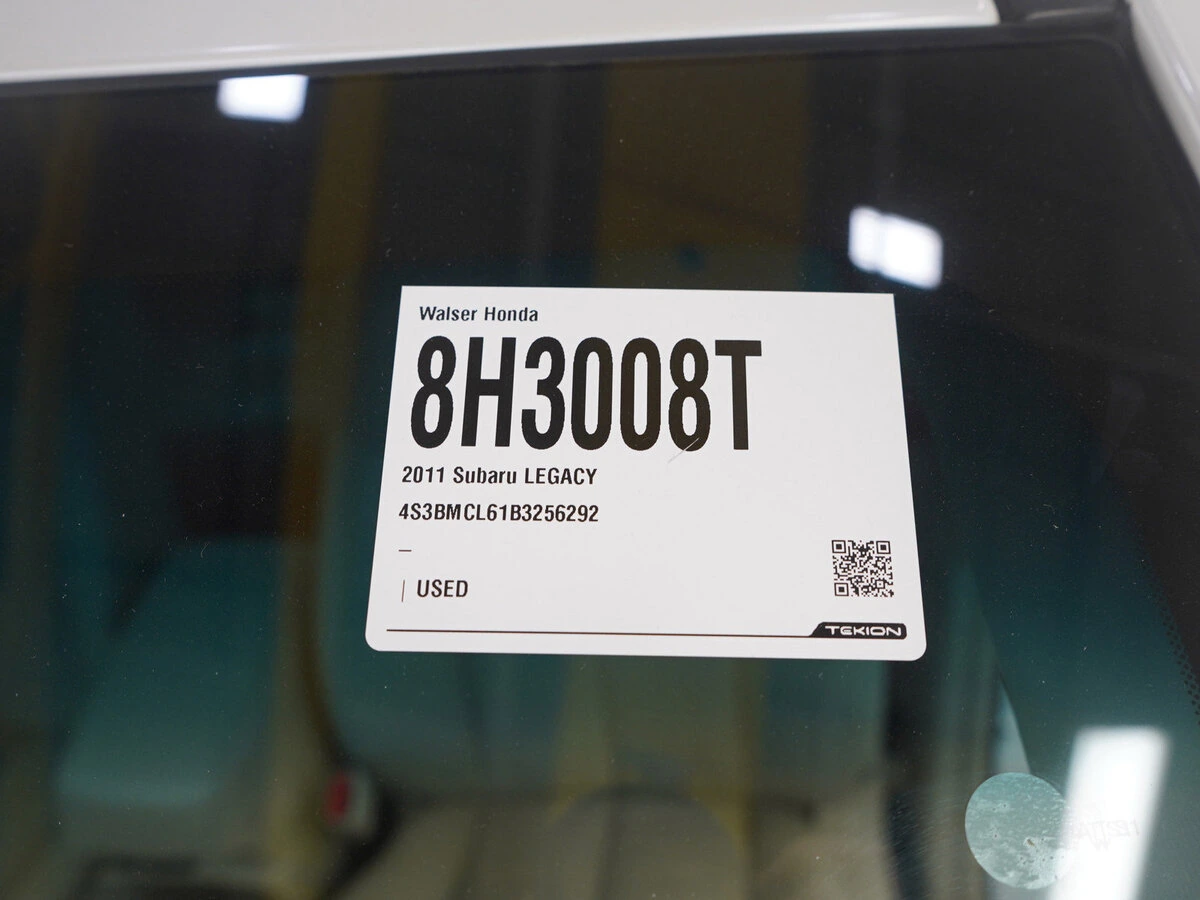 Walser Honda
8H3008T
2011 Subaru LEGACY
4S3BMCL61B3256292
–
| USED
TEKION